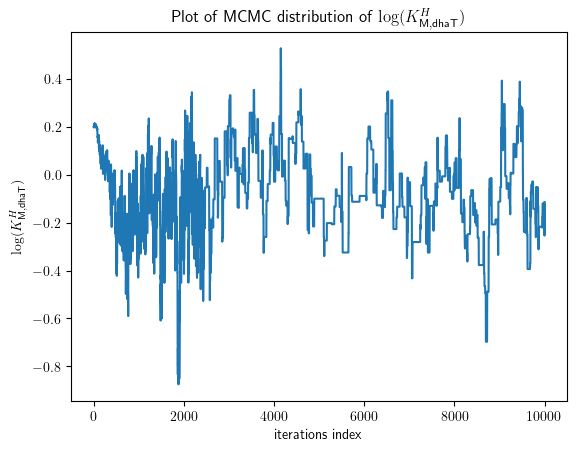 Plot of MCMC distribution of log(K^H_M,dhaT)
log(K^H_M,dhaT)
0.4
0.2
0.0
−0.2
−0.4
−0.6
−0.8
0 2000 4000 6000 8000 10000
iterations index